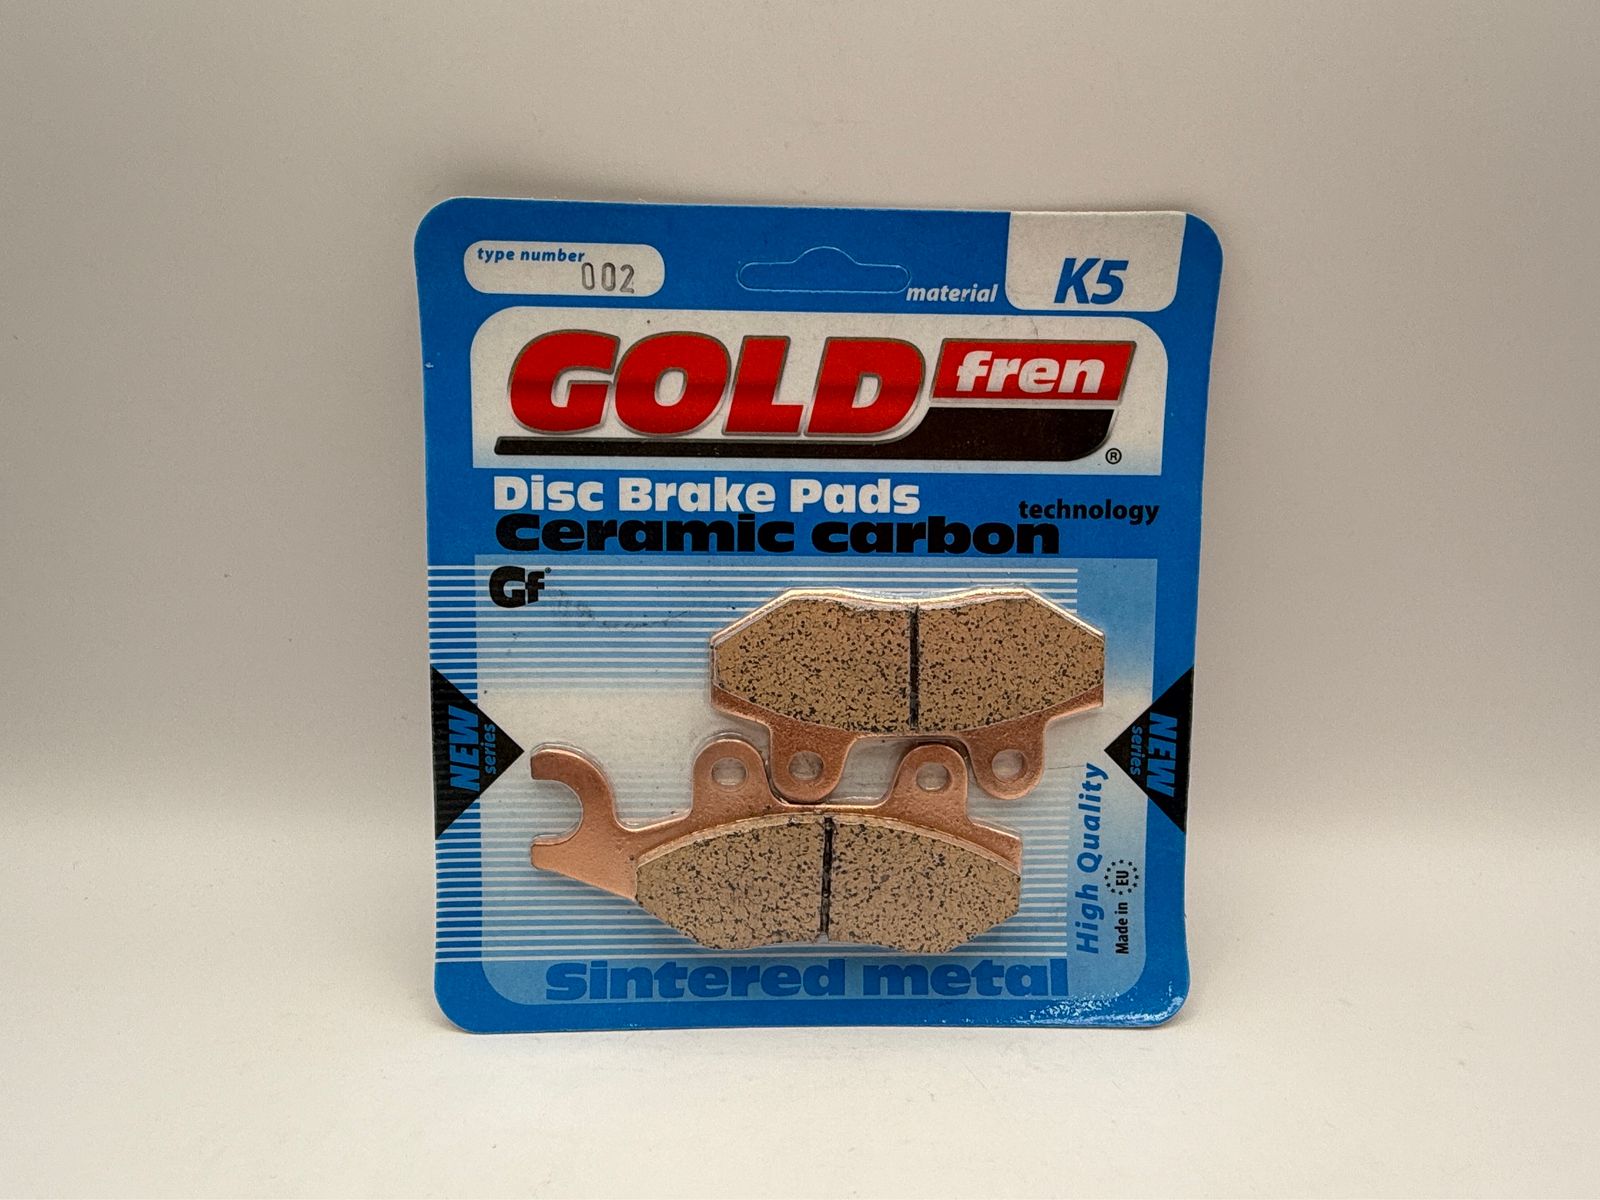 type number
002
material
K5
GOLD fren
®
Disc Brake Pads
Ceramic carbon technology
Gf®
NEW series
NEW series
High Quality
Made in EU
Sintered metal